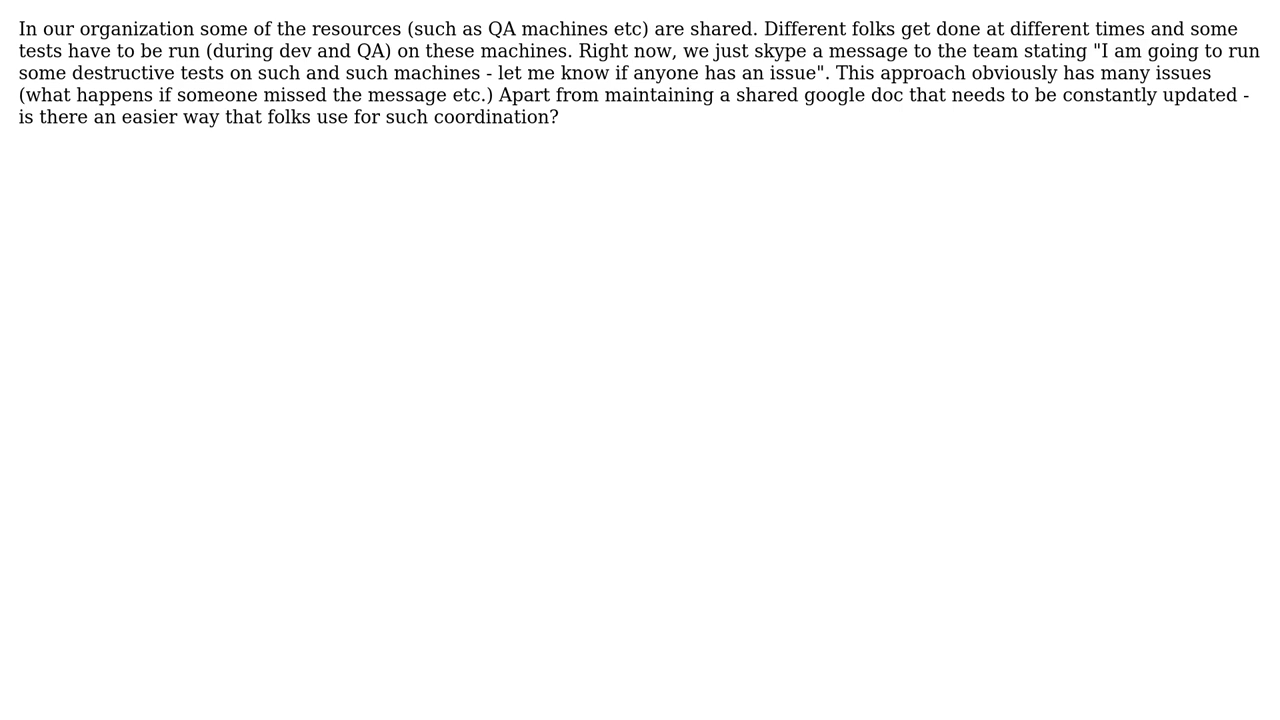 In our organization some of the resources (such as QA machines etc) are shared. Different folks get done at different times and some
tests have to be run (during dev and QA) on these machines. Right now, we just skype a message to the team stating "I am going to run
some destructive tests on such and such machines - let me know if anyone has an issue". This approach obviously has many issues
(what happens if someone missed the message etc.) Apart from maintaining a shared google doc that needs to be constantly updated -
is there an easier way that folks use for such coordination?